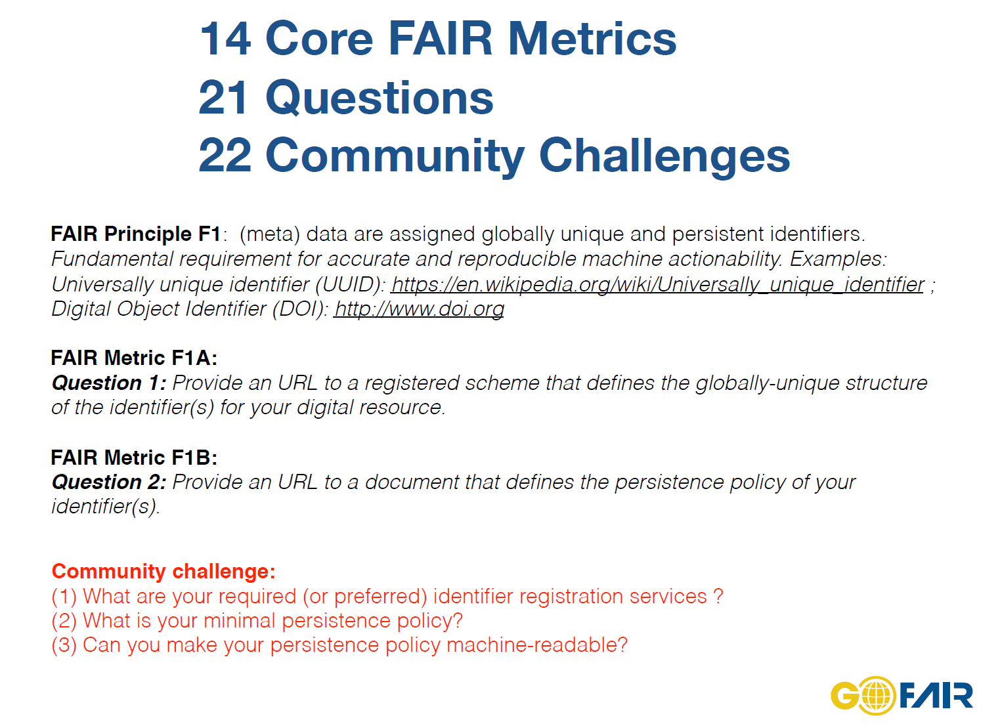 14 Core FAIR Metrics
21 Questions
22 Community Challenges
FAIR Principle F1:  (meta) data are assigned globally unique and persistent identifiers.
Fundamental requirement for accurate and reproducible machine actionability. Examples:
Universally unique identifier (UUID): https://en.wikipedia.org/wiki/Universally_unique_identifier ;
Digital Object Identifier (DOI): http://www.doi.org
FAIR Metric F1A:
Question 1: Provide an URL to a registered scheme that defines the globally-unique structure
of the identifier(s) for your digital resource.
FAIR Metric F1B:
Question 2: Provide an URL to a document that defines the persistence policy of your
identifier(s).
Community challenge:
(1) What are your required (or preferred) identifier registration services ?
(2) What is your minimal persistence policy?
(3) Can you make your persistence policy machine-readable?
GO FAIR